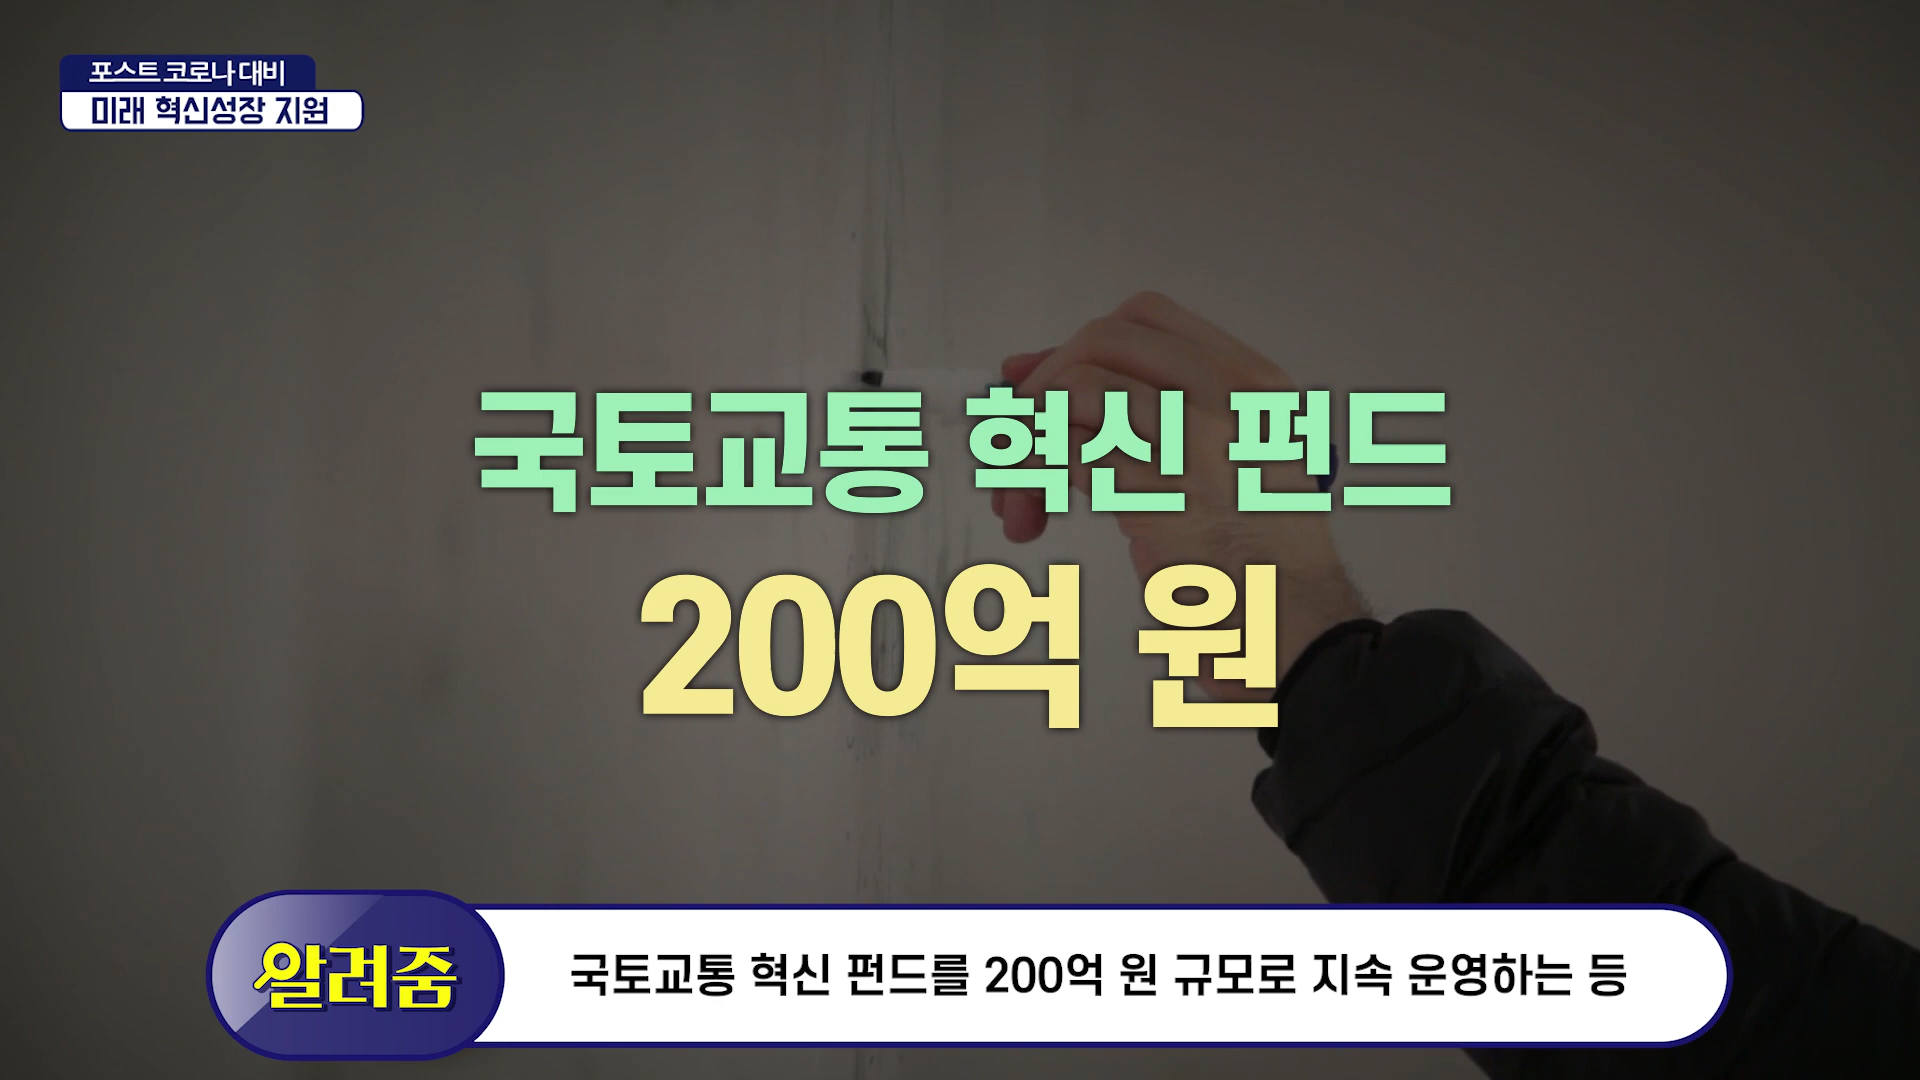 포스트 코로나 대비
미래 혁신성장 지원
국토교통 혁신 펀드
200억 원
알려줌
국토교통 혁신 펀드를 200억 원 규모로 지속 운영하는 등